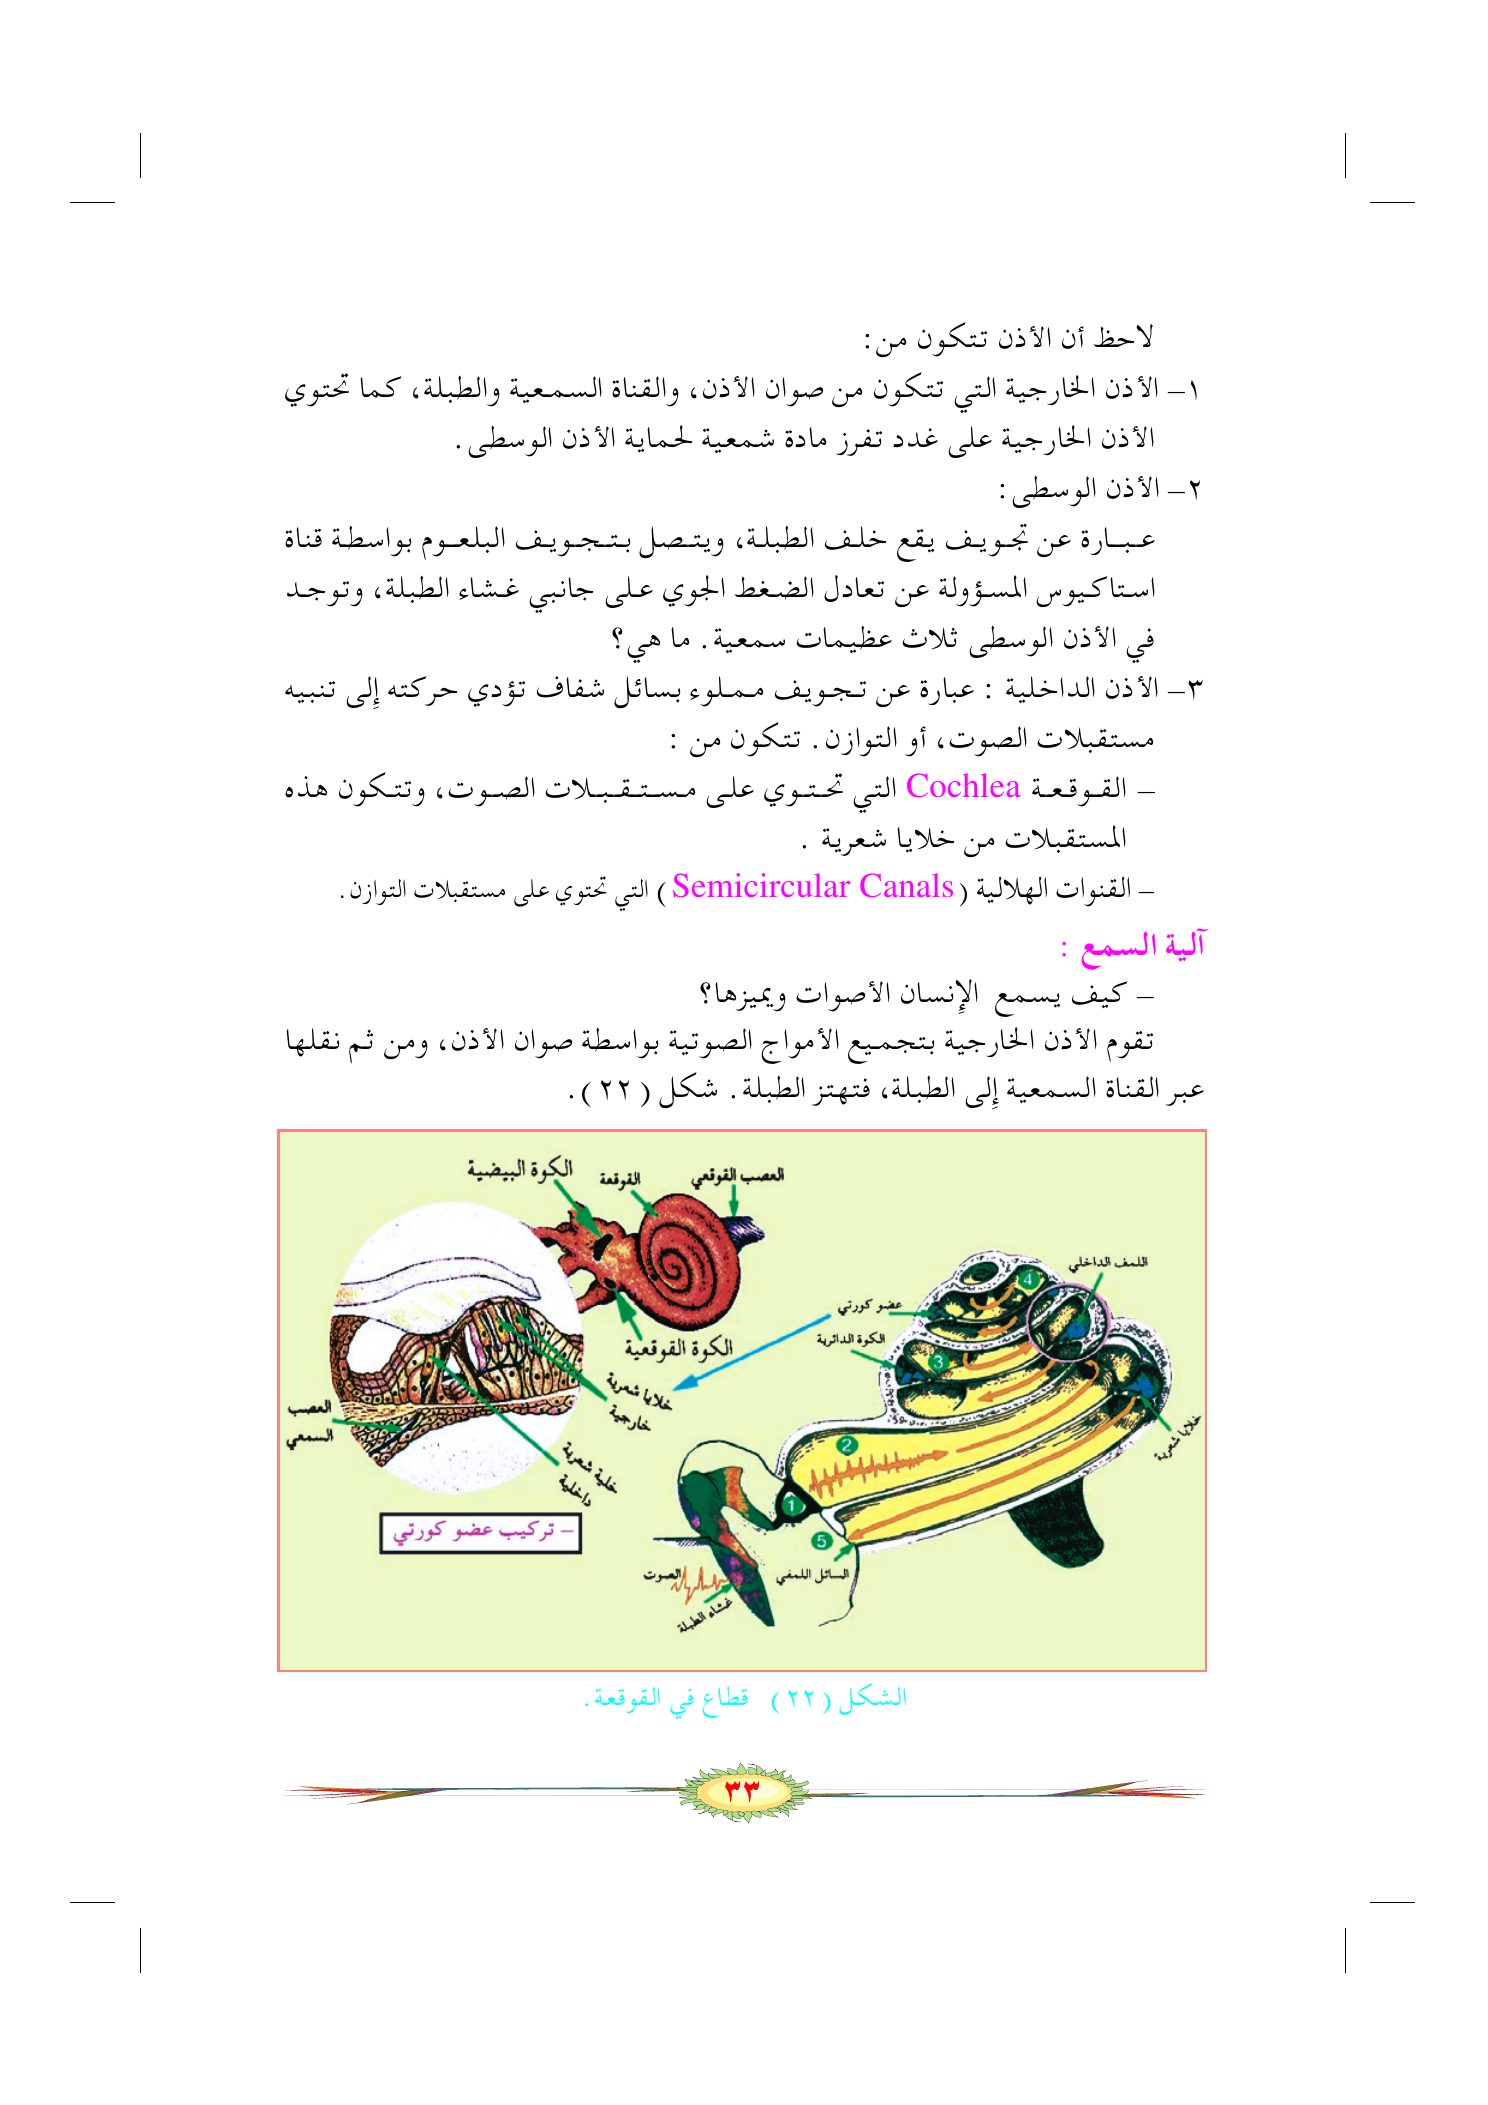 لاحظ أن الأذن تتكون من:
١– الأذن الخارجية التي تتكون من صوان الأذن، والقناة السمعية والطبلة، كما تحتوي
الأذن الخارجية على غدد تفرز مادة شمعية لحماية الأذن الوسطى.
٢– الأذن الوسطى:
عبارة عن تجويف يقع خلف الطبلة، ويتصل بتجويف البلعوم بواسطة قناة
استاكيوس المسؤولة عن تعادل الضغط الجوي على جانبي غشاء الطبلة، وتوجد
في الأذن الوسطى ثلاث عظيمات سمعية. ما هي؟
٣– الأذن الداخلية : عبارة عن تجويف مملوء بسائل شفاف تؤدي حركته إلى تنبيه
مستقبلات الصوت، أو التوازن. تتكون من :
– القوقعة Cochlea التي تحتوي على مستقبلات الصوت، وتتكون هذه
المستقبلات من خلايا شعرية .
– القنوات الهلالية (Semicircular Canals) التي تحتوي على مستقبلات التوازن.
آلية السمع :
– كيف يسمع الإنسان الأصوات ويميزها؟
تقوم الأذن الخارجية بتجميع الأمواج الصوتية بواسطة صوان الأذن، ومن ثم نقلها
عبر القناة السمعية إلى الطبلة، فتهتز الطبلة. شكل (٢٢).
الكوة البيضية
القوقعة
العصب القوقعي
اللمف الداخلي
4
عضو كورتي
الكوة الدائرية
3
الكوة القوقعية
خلايا شعرية
خارجية
العصب
السمعي
خلية شعرية
داخلية
خلايا شعرية
2
1
5
– تركيب عضو كورتي
الصوت
السائل اللمفي
غشاء الطبلة
الشكل (٢٢) قطاع في القوقعة.
٣٣